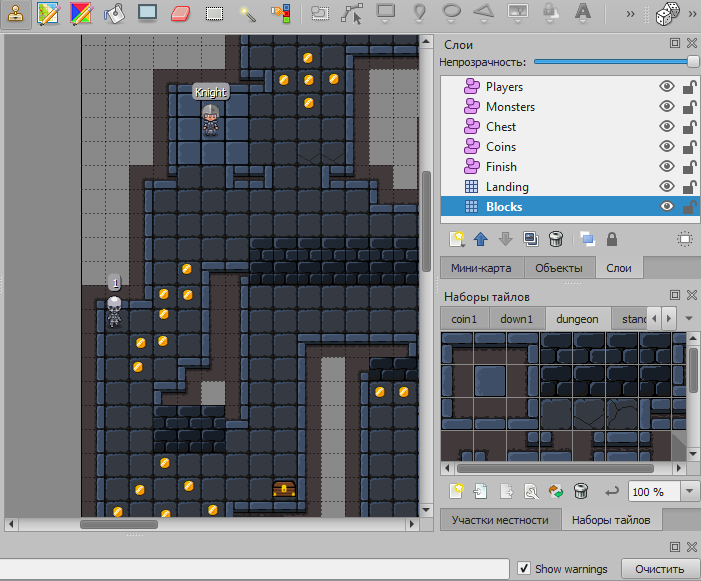 Слои
Непрозрачность:
Knight
Players
Monsters
Chest
Coins
Finish
Landing
Blocks
Мини-карта Объекты Слои
1
Наборы тайлов
coin1 down1 dungeon stand
100 %
Участки местности Наборы тайлов
Show warnings Очистить